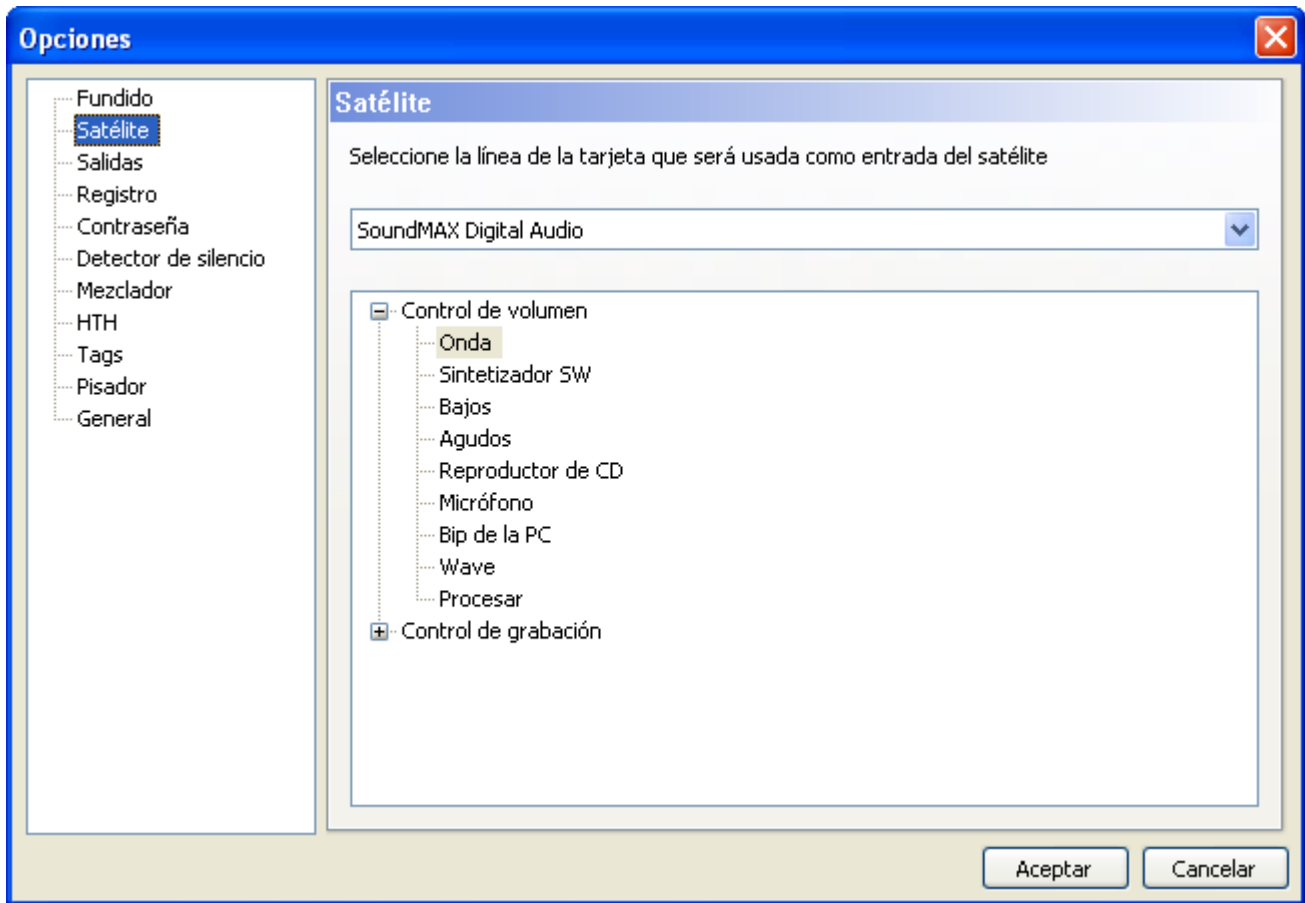 Opciones
Fundido
Satélite
Salidas
Registro
Contraseña
Detector de silencio
Mezclador
HTH
Tags
Pisador
General
Satélite
Seleccione la línea de la tarjeta que será usada como entrada del satélite
SoundMAX Digital Audio
Control de volumen
Onda
Sintetizador SW
Bajos
Agudos
Reproductor de CD
Micrófono
Bip de la PC
Wave
Procesar
Control de grabación
Aceptar
Cancelar